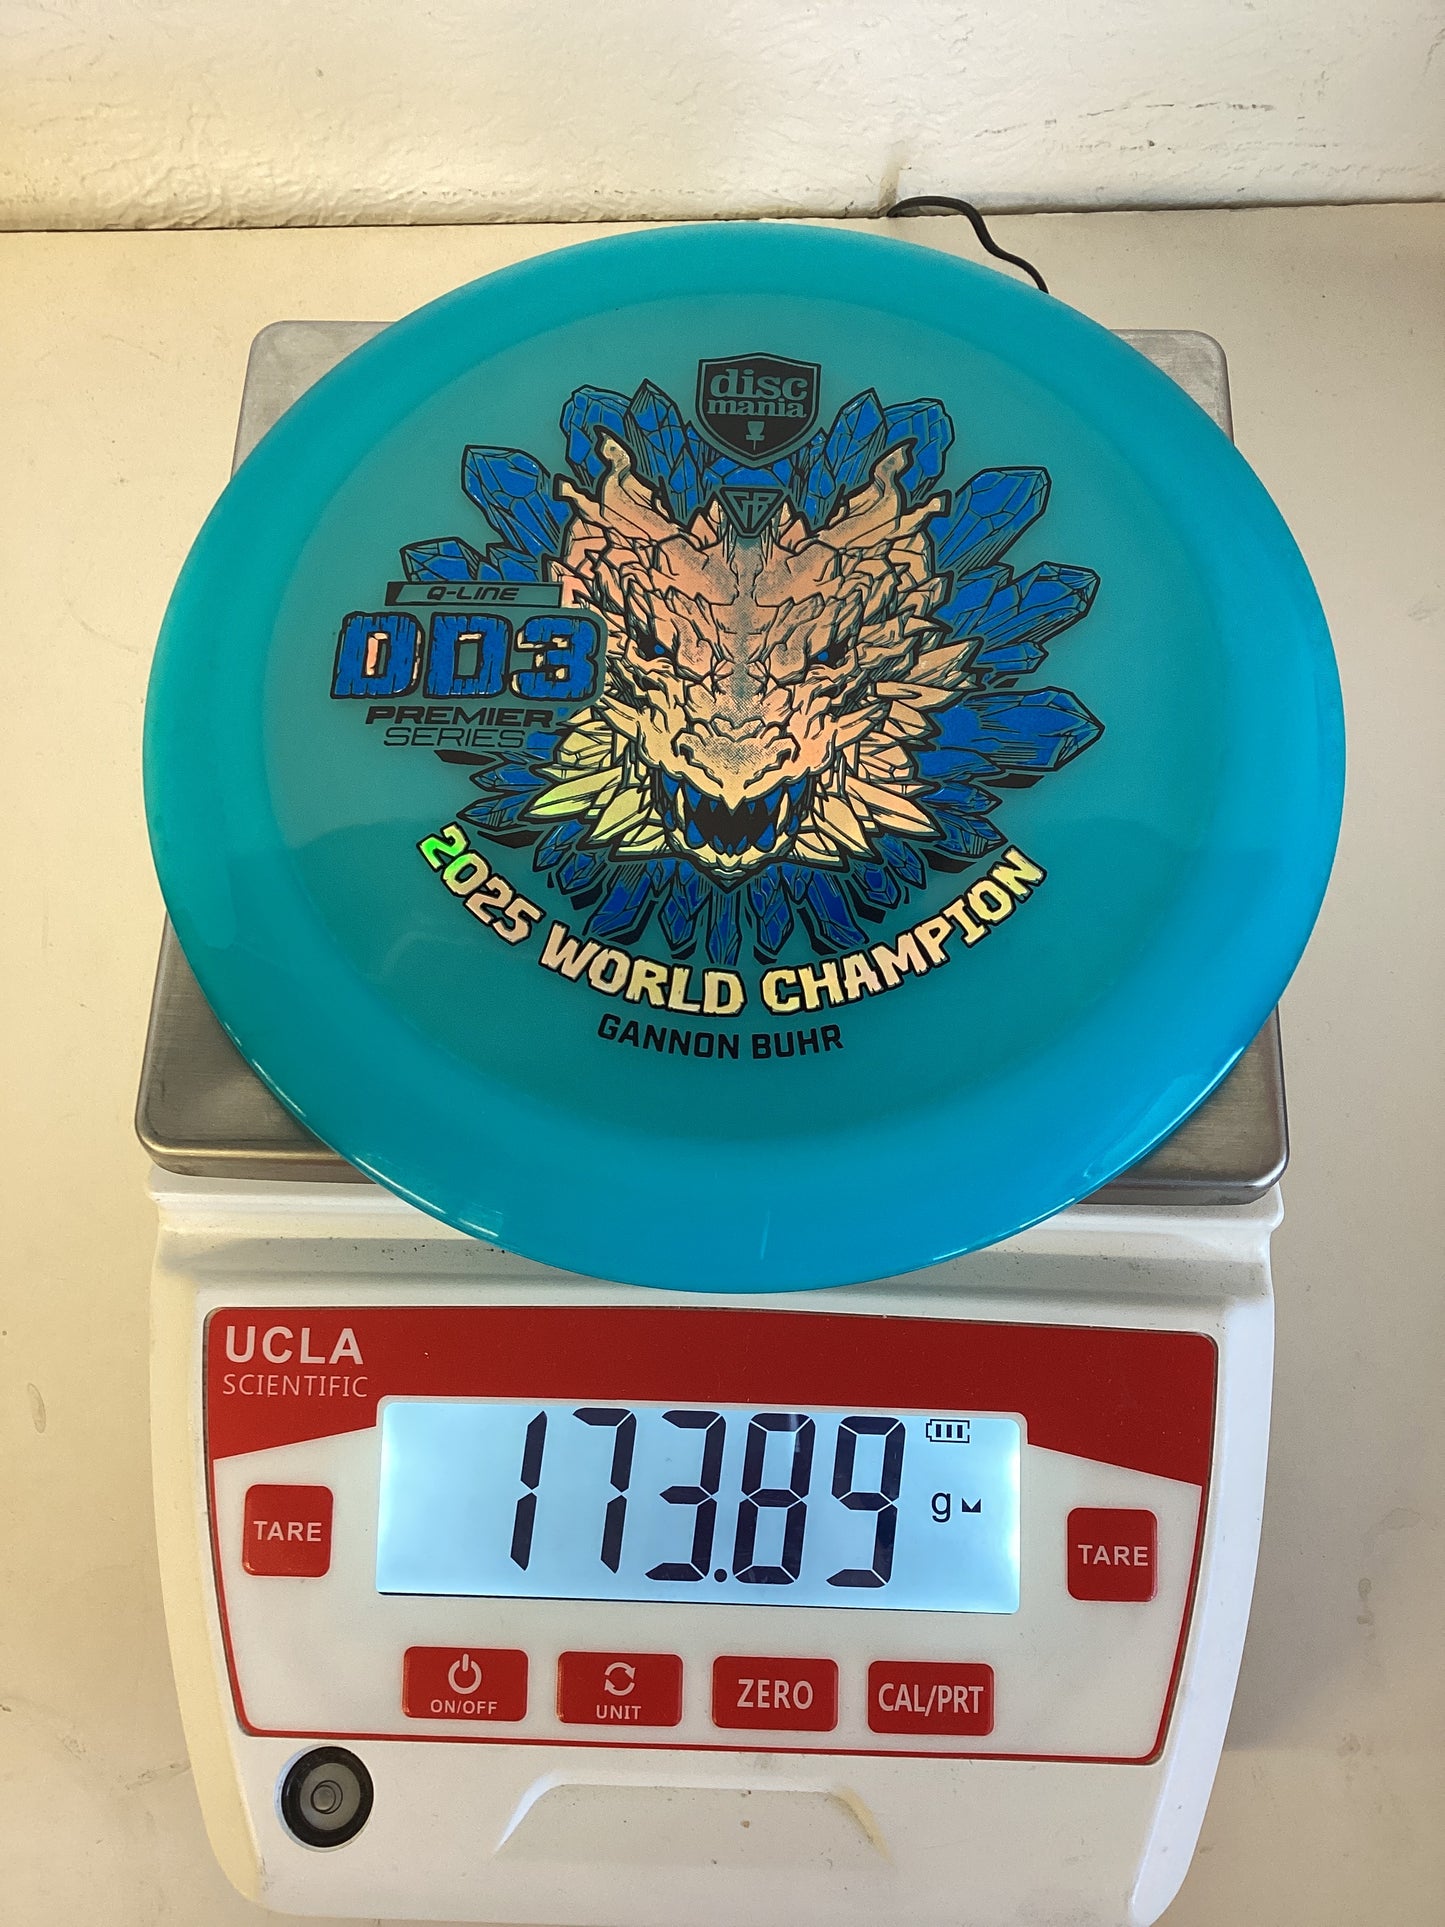 disc
mania
GB
Q-LINE
DD3
PREMIER
SERIES
2025 WORLD CHAMPION
GANNON BUHR
UCLA
SCIENTIFIC
173.89 g
TARE
TARE
ON/OFF
UNIT
ZERO
CAL/PRT